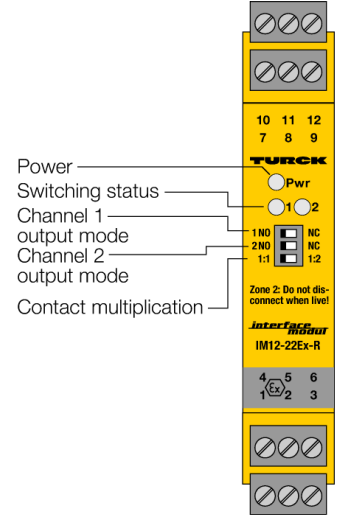 10 11 12
7 8 9
TURCK
Power
Pwr
Switching status
1 2
Channel 1
output mode
1 NO NC
Channel 2
output mode
2 NO NC
1:1 1:2
Contact multiplication
Zone 2: Do not dis-
connect when live!
interface
modul
IM12-22Ex-R
4 5 6
Ex
1 2 3